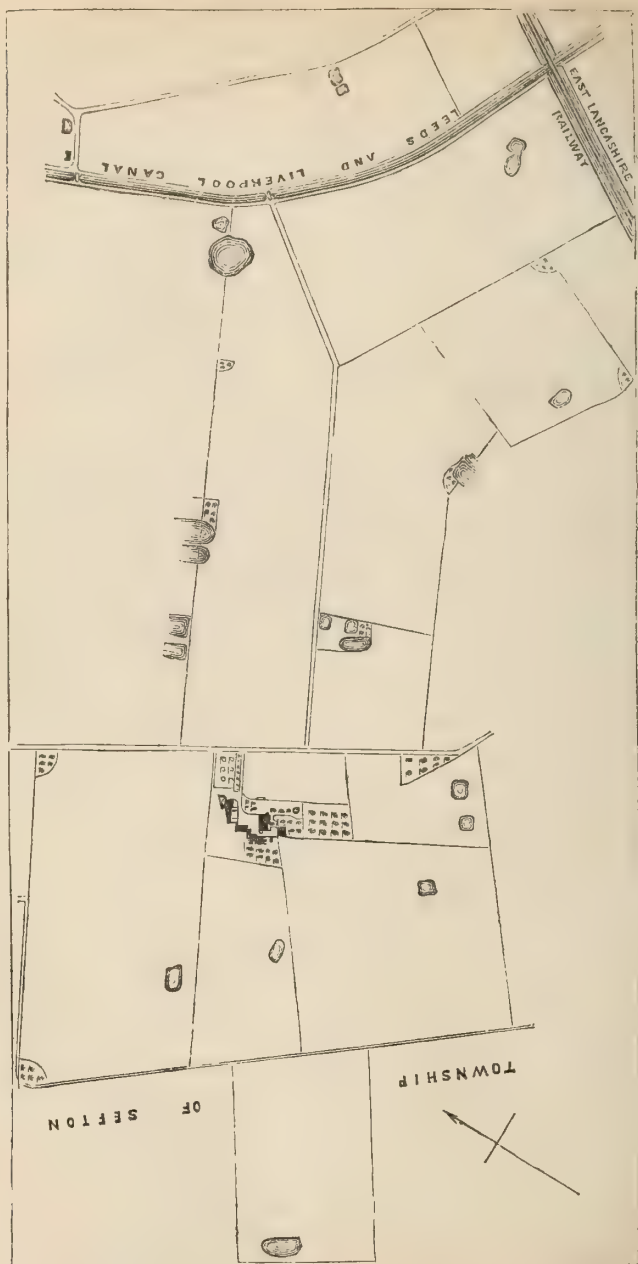 EAST LANCASHIRE
RAILWAY
LEEDS AND LIVERPOOL CANAL
TOWNSHIP
OF SEFTON